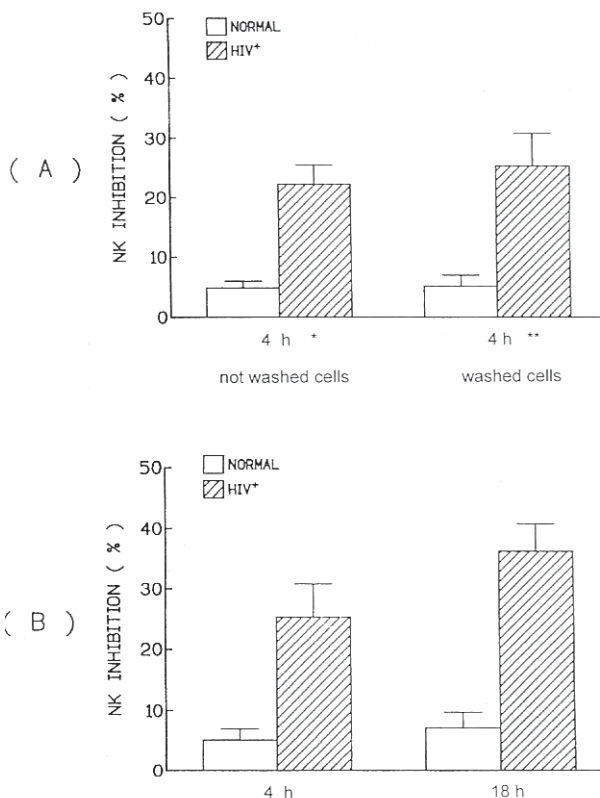 ( A )
NK INHIBITION ( % )
50
40
30
20
10
0
NORMAL
HIV+
4 h *
4 h **
not washed cells
washed cells
( B )
NK INHIBITION ( % )
50
40
30
20
10
0
NORMAL
HIV+
4 h
18 h